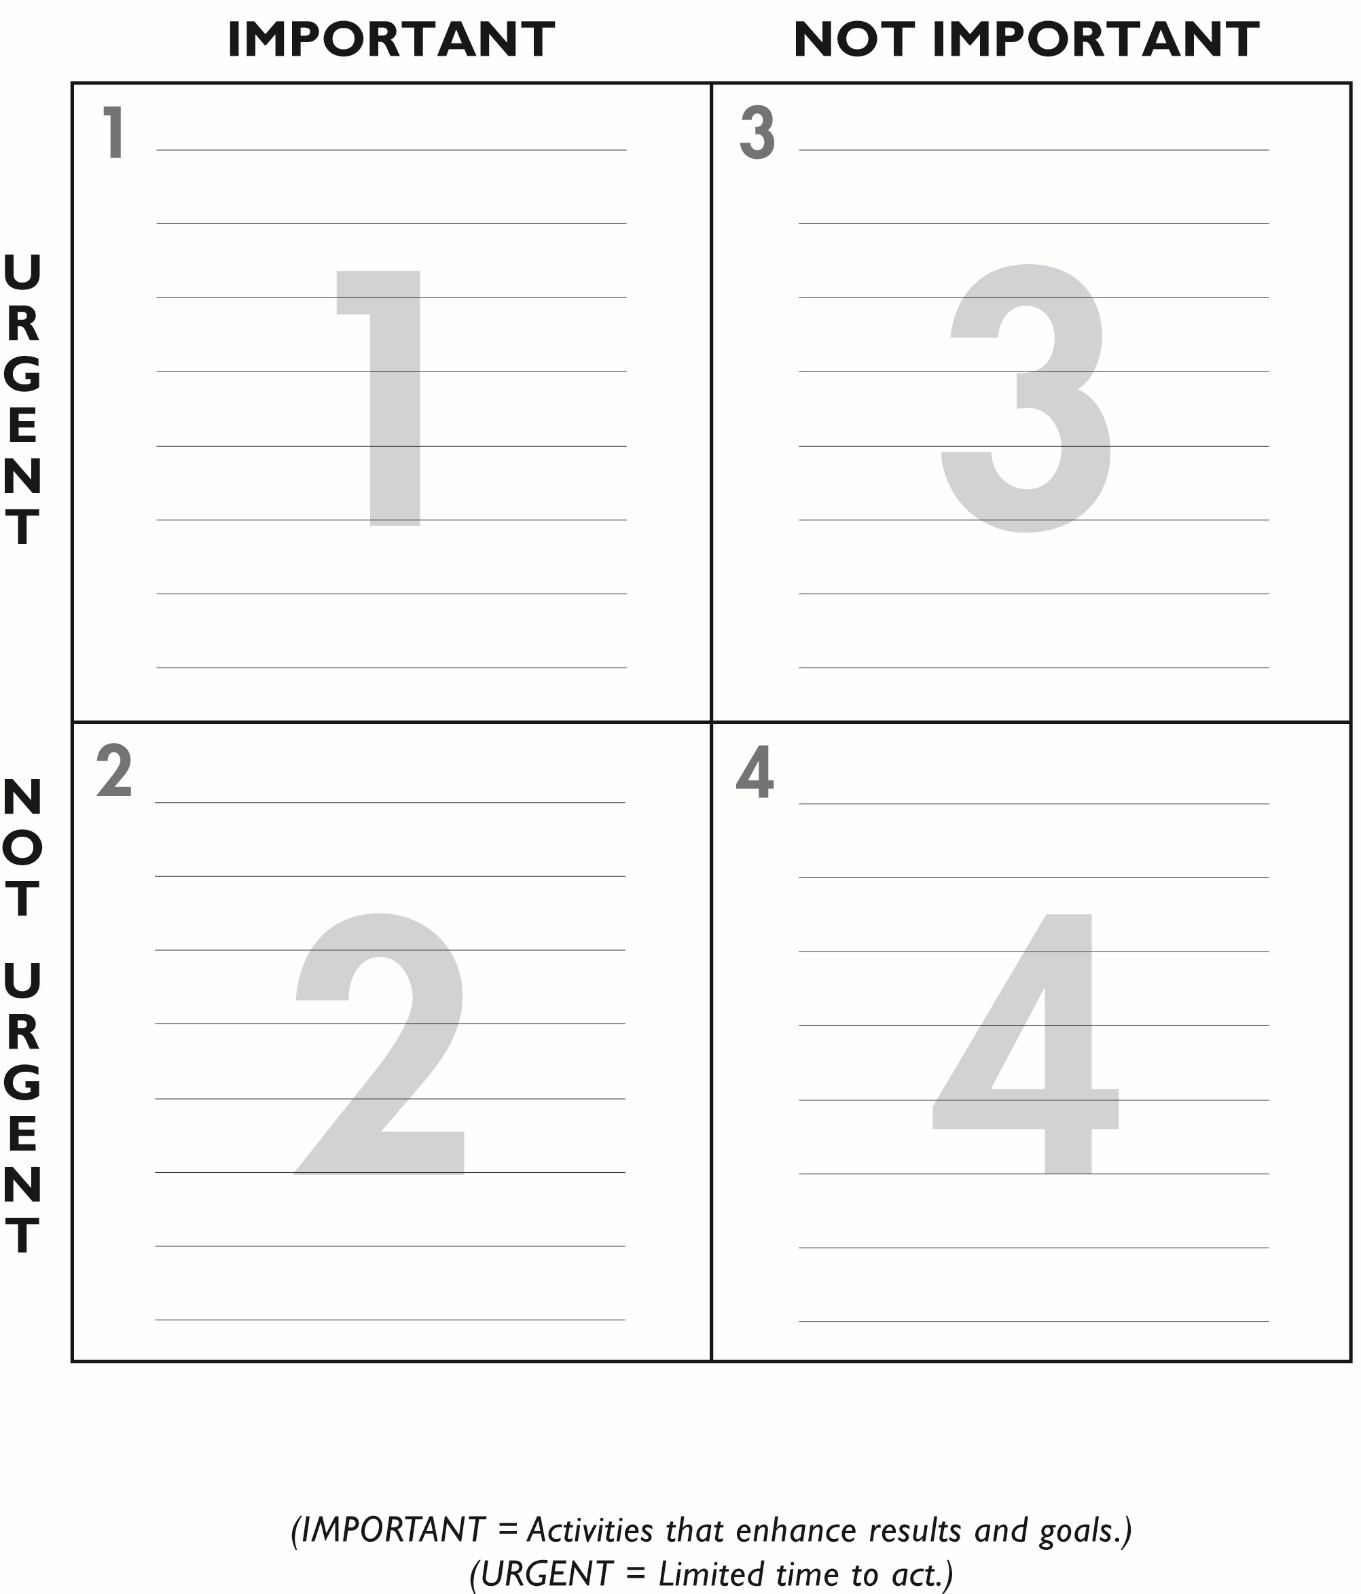 IMPORTANT
NOT IMPORTANT
URGENT
1
1
3
3
NOT URGENT
2
2
4
4
(IMPORTANT = Activities that enhance results and goals.)
(URGENT = Limited time to act.)